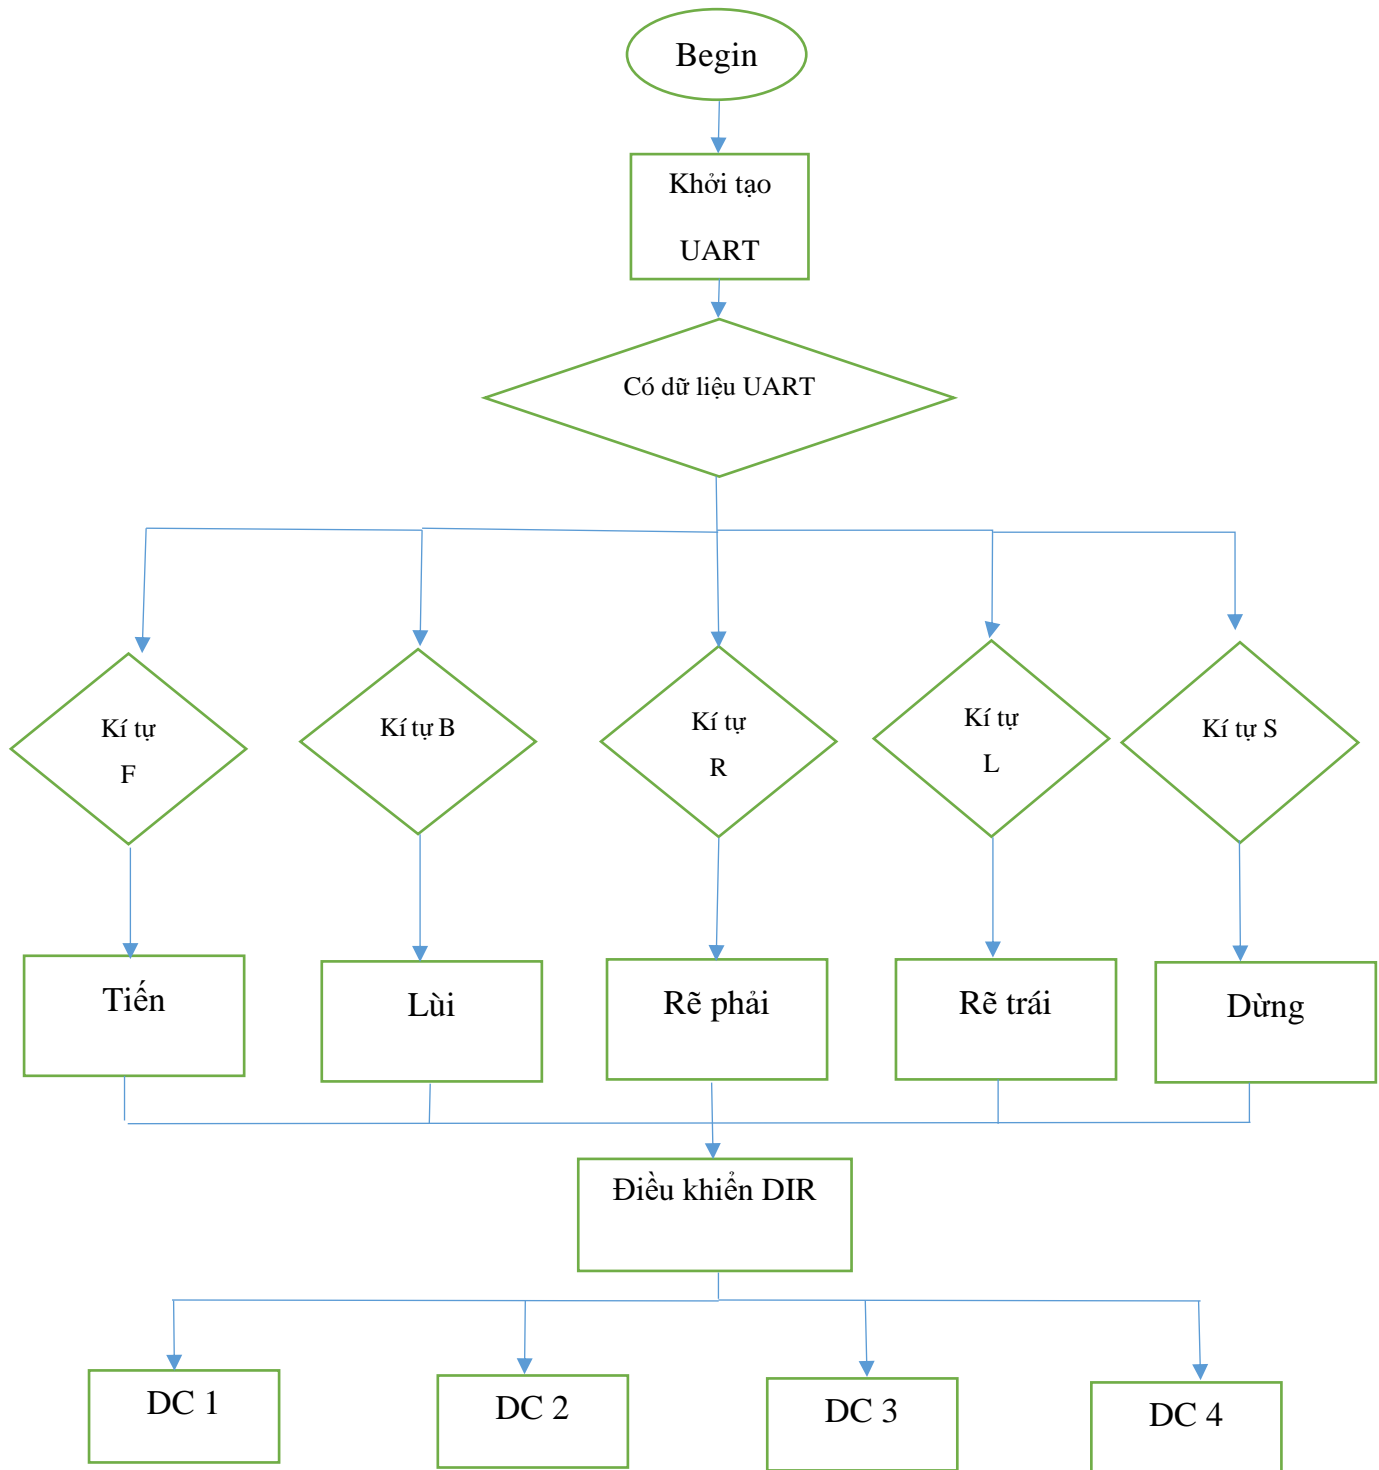 Begin
Khởi tạo
UART
Có dữ liệu UART
Kí tự
F
Kí tự B
Kí tự
R
Kí tự
L
Kí tự S
Tiến
Lùi
Rẽ phải
Rẽ trái
Dừng
Điều khiển DIR
DC 1
DC 2
DC 3
DC 4